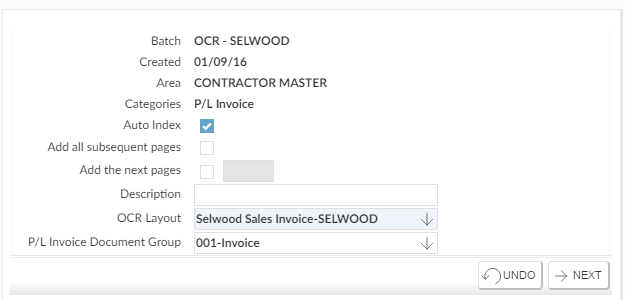 Batch OCR - SELWOOD
Created 01/09/16
Area CONTRACTOR MASTER
Categories P/L Invoice
Auto Index
Add all subsequent pages
Add the next pages
Description
OCR Layout Selwood Sales Invoice-SELWOOD
P/L Invoice Document Group 001-Invoice
UNDO NEXT